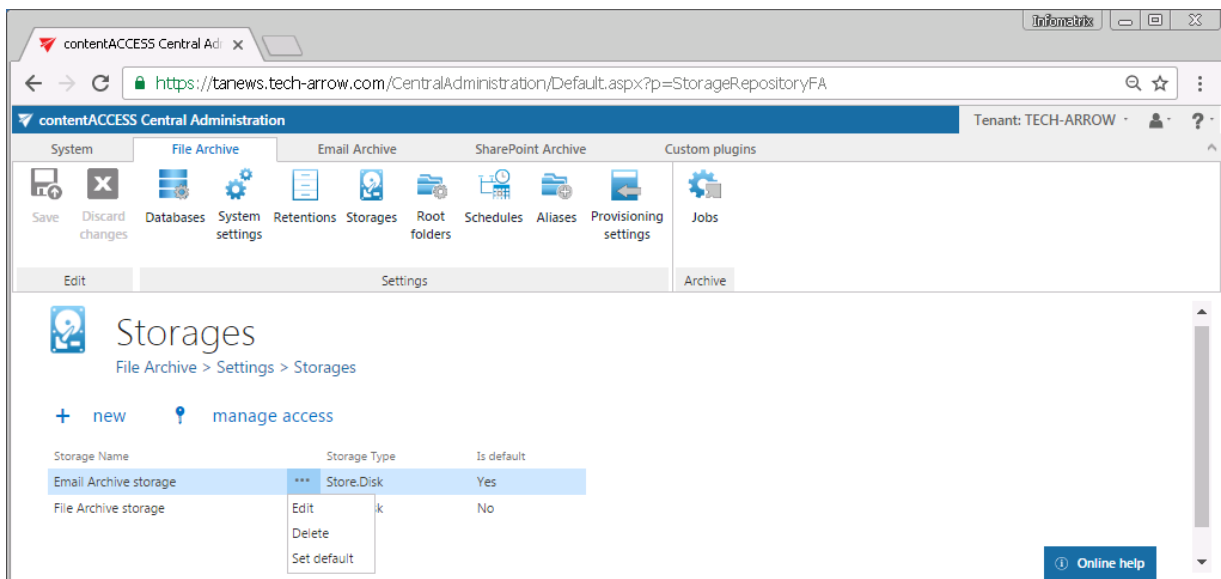 Infomatrix
contentACCESS Central Ad
https://tanews.tech-arrow.com/CentralAdministration/Default.aspx?p=StorageRepositoryFA
contentACCESS Central Administration Tenant: TECH-ARROW ?
System File Archive Email Archive SharePoint Archive Custom plugins
Save Discard changes Databases System settings Retentions Storages Root folders Schedules Aliases Provisioning settings Jobs
Edit Settings Archive
Storages
File Archive > Settings > Storages
+ new manage access
Storage Name Storage Type Is default
Email Archive storage ... Store.Disk Yes
File Archive storage k No
Edit
Delete
Set default
Online help